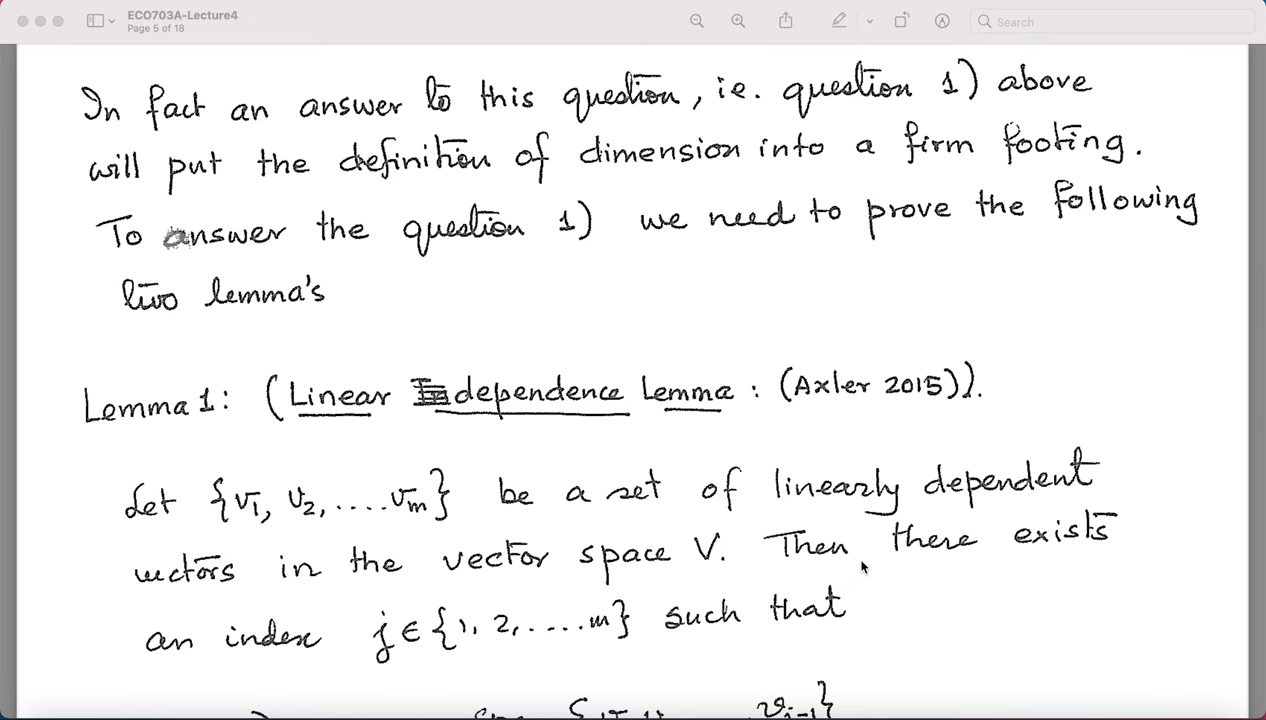 ECO703A-Lecture4
Page 5 of 18
Search
In fact an answer to this question, i.e. question 1) above
will put the definition of dimension into a firm footing.
To answer the question 1) we need to prove the following
two lemma's
Lemma 1: (Linear dependence Lemma : (Axler 2015)).
Let {v1, v2, ....vm} be a set of linearly dependent
vectors in the vector space V. Then there exists
an index j ∈ {1, 2, ....m} such that